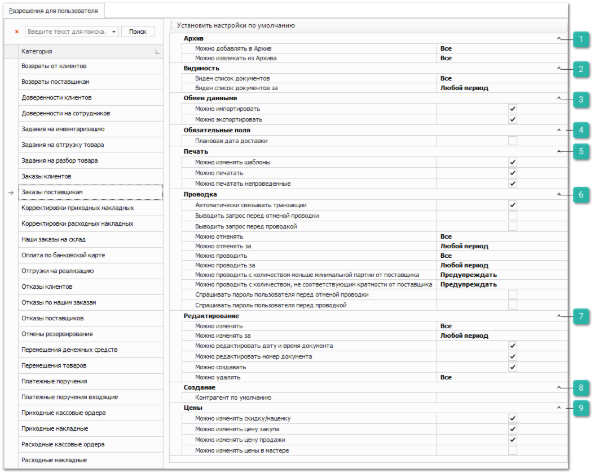 Разрешения для пользователя
Введите текст для поиска.
Поиск
Категория
Возвраты от клиентов
Возвраты поставщикам
Доверенности клиентов
Доверенности на сотрудников
Задания на инвентаризацию
Задания на отгрузку товара
Задания на разбор товара
Заказы клиентов
Заказы поставщикам
Корректировки приходных накладных
Корректировки расходных накладных
Наши заказы на склад
Оплата по банковской карте
Отгрузки на реализацию
Отказы клиентов
Отказы по нашим заказам
Отказы поставщиков
Отмены резервирования
Перемещения денежных средств
Перемещения товаров
Платежные поручения
Платежные поручения входящие
Приходные кассовые ордера
Приходные накладные
Расходные кассовые ордера
Расходные накладные
Установить настройки по умолчанию
Архив 1
Можно добавлять в Архив Все
Можно извлекать из Архива Все
Видимость 2
Виден список документов Все
Виден список документов за Любой период
Обмен данными 3
Можно импортировать
Можно экспортировать
Обязательные поля 4
Плановая дата доставки
Печать 5
Можно изменять шаблоны
Можно печатать
Можно печатать непроведенные
Проводка 6
Автоматически связывать транзакции
Выводить запрос перед отменой проводки
Выводить запрос перед проводкой
Можно отменять Все
Можно отменять за Любой период
Можно проводить Все
Можно проводить за Любой период
Можно проводить с количеством меньше минимальной партии от поставщика Предупреждать
Можно проводить с количеством, не соответствующим кратности от поставщика Предупреждать
Спрашивать пароль пользователя перед отменой проводки
Спрашивать пароль пользователя перед проводкой
Редактирование 7
Можно изменять Все
Можно изменять за Любой период
Можно редактировать дату и время документа
Можно редактировать номер документа
Можно создавать
Можно удалять Все
Создание 8
Контрагент по умолчанию
Цены 9
Можно изменять скидку/наценку
Можно изменять цену закупа
Можно изменять цену продажи
Можно изменять цены в мастере